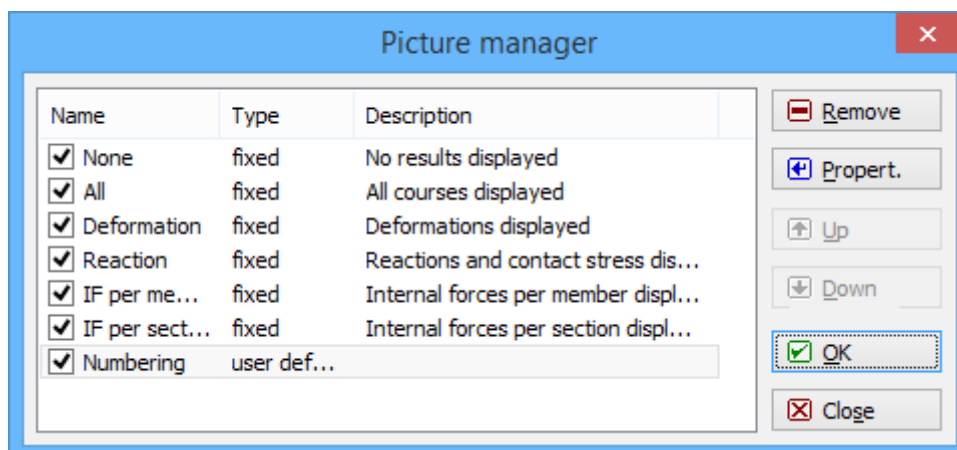 Picture manager
Name Type Description
None fixed No results displayed
All fixed All courses displayed
Deformation fixed Deformations displayed
Reaction fixed Reactions and contact stress dis...
IF per me... fixed Internal forces per member displ...
IF per sect... fixed Internal forces per section displ...
Numbering user def...
Remove
Propert.
Up
Down
OK
Close